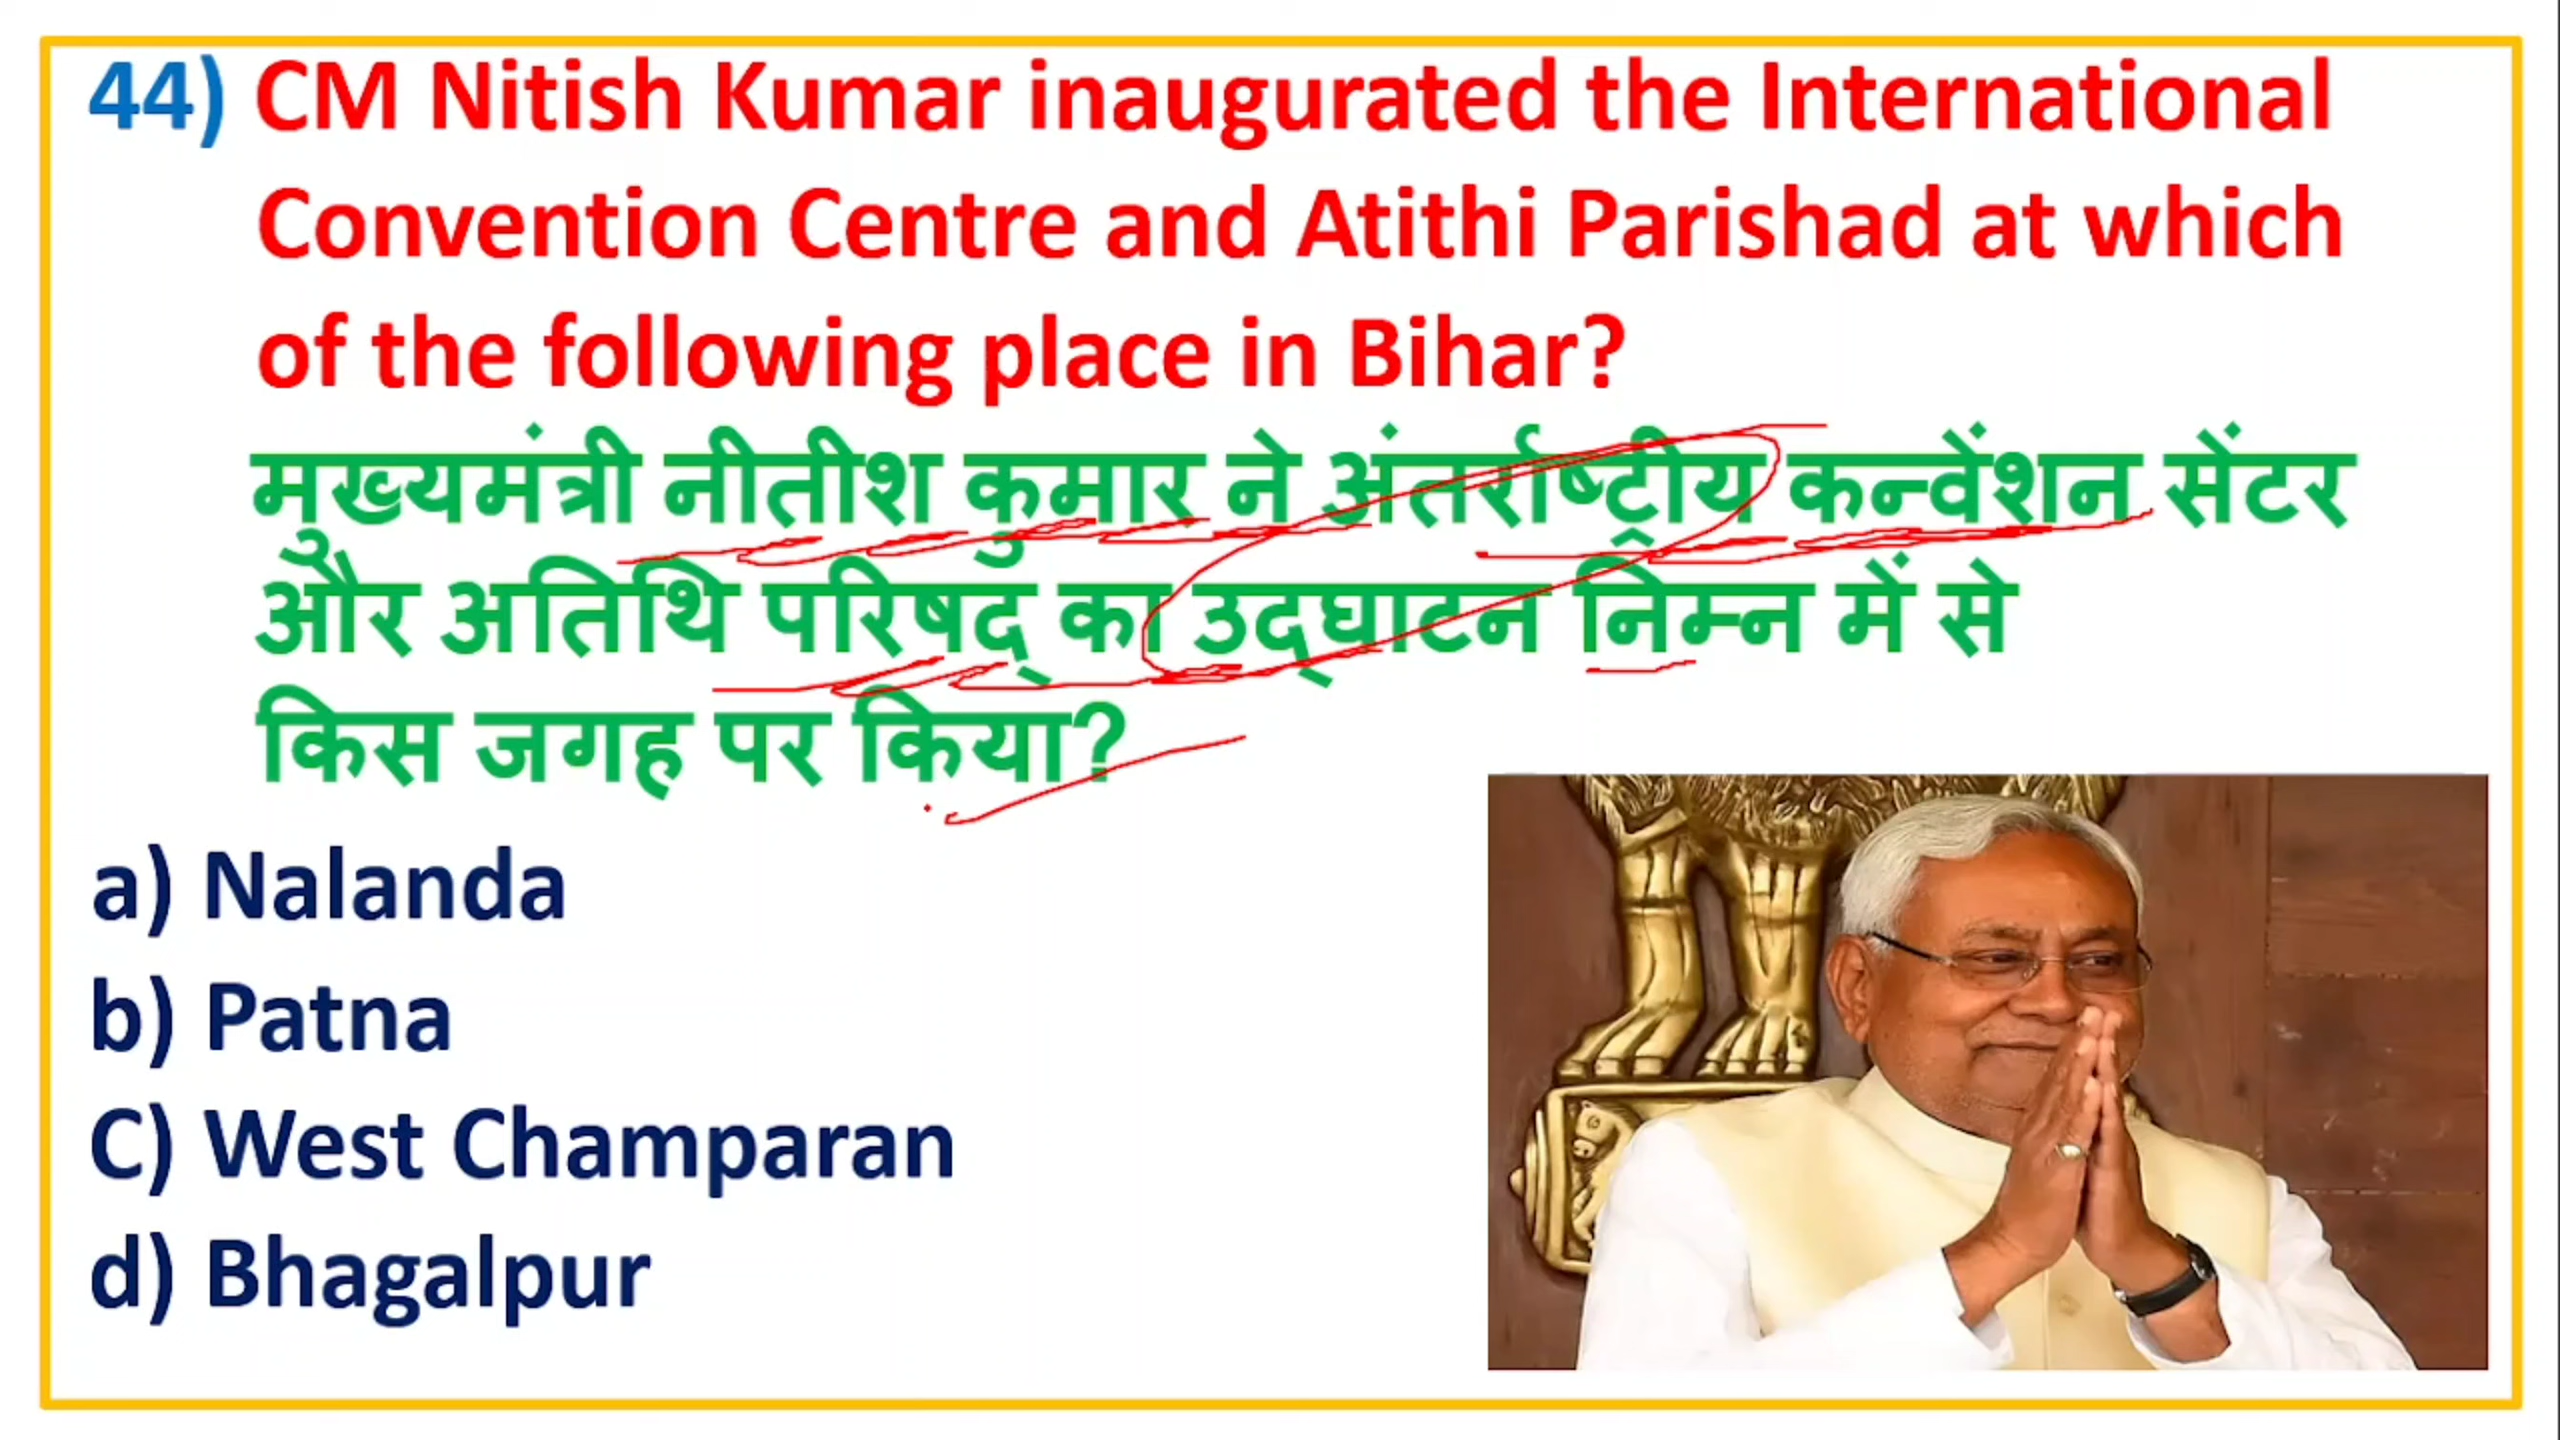 44) CM Nitish Kumar inaugurated the International
Convention Centre and Atithi Parishad at which
of the following place in Bihar?
मुख्यमंत्री नीतीश कुमार ने अंतर्राष्ट्रीय कन्वेंशन सेंटर
और अतिथि परिषद् का उद्घाटन निम्न में से
किस जगह पर किया?
a) Nalanda
b) Patna
C) West Champaran
d) Bhagalpur